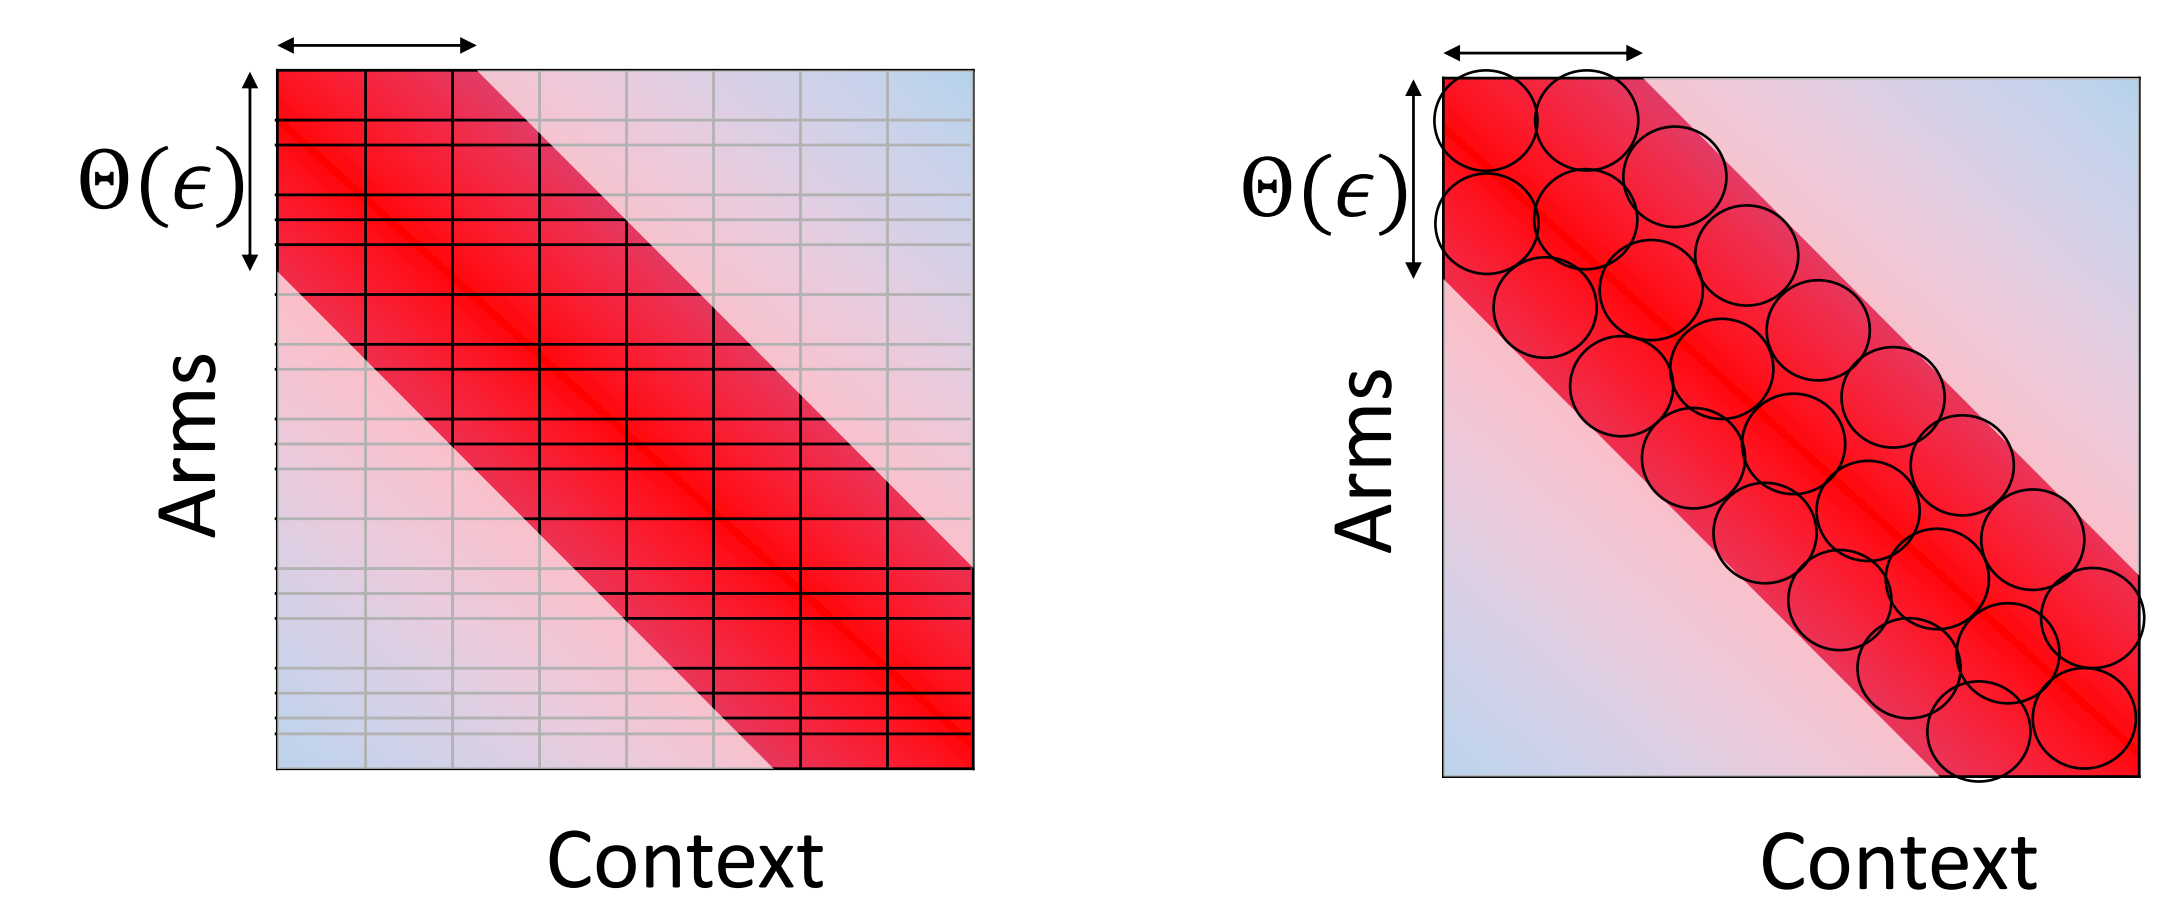 Θ(ϵ)
Arms
Context
Θ(ϵ)
Arms
Context